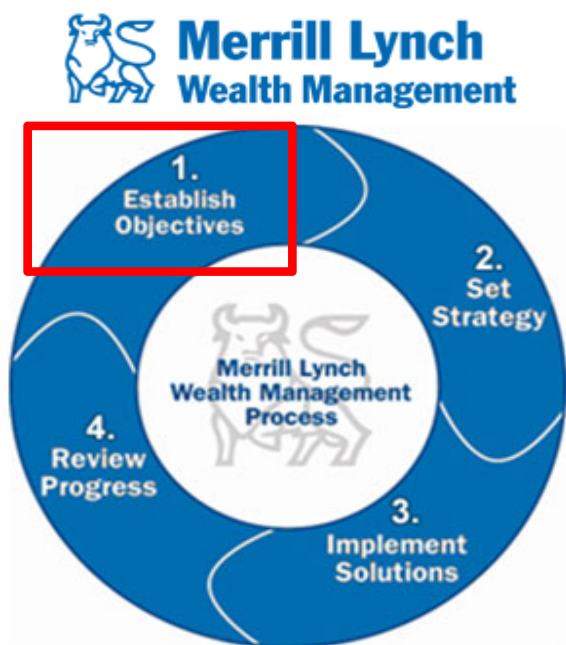 Merrill Lynch
Wealth Management
1.
Establish
Objectives
2.
Set
Strategy
Merrill Lynch
Wealth Management
Process
4.
Review
Progress
3.
Implement
Solutions